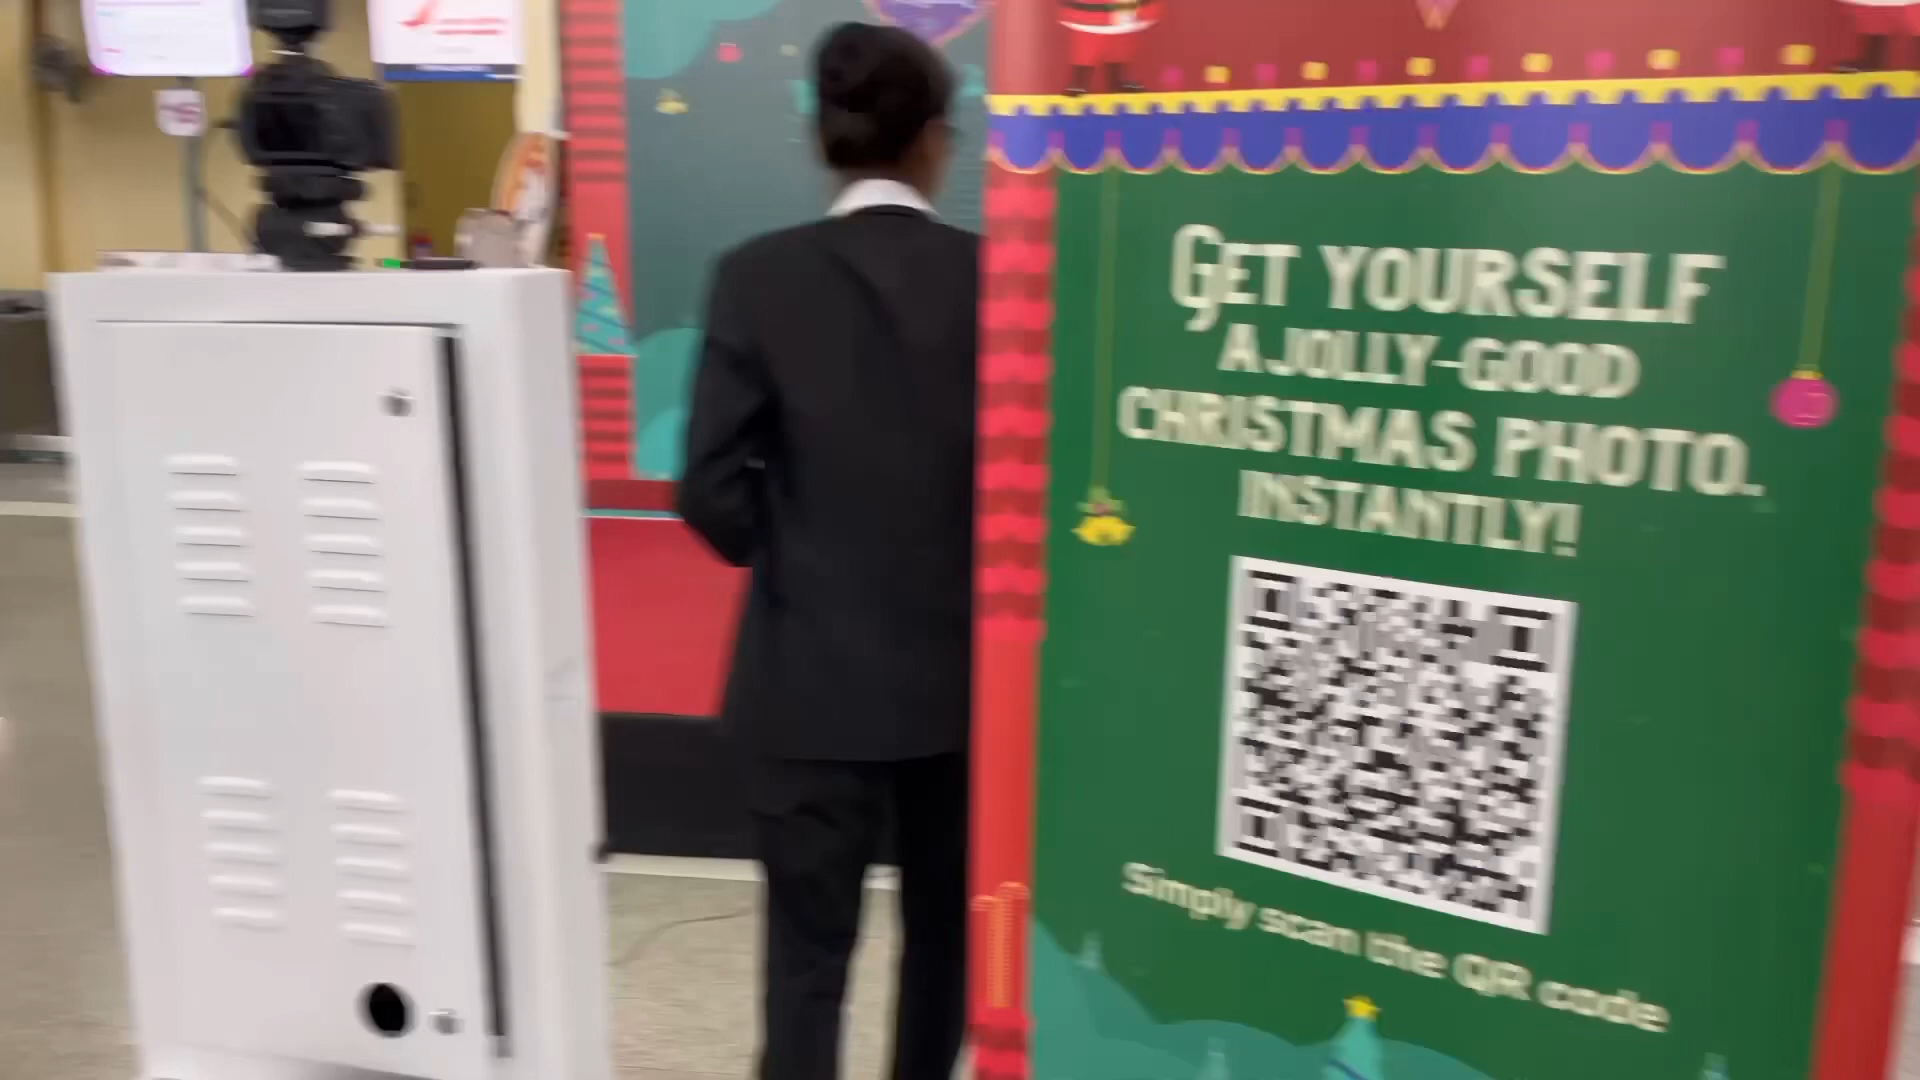 GET YOURSELF
A JOLLY-GOOD
CHRISTMAS PHOTO.
INSTANTLY!
Simply scan the QR code